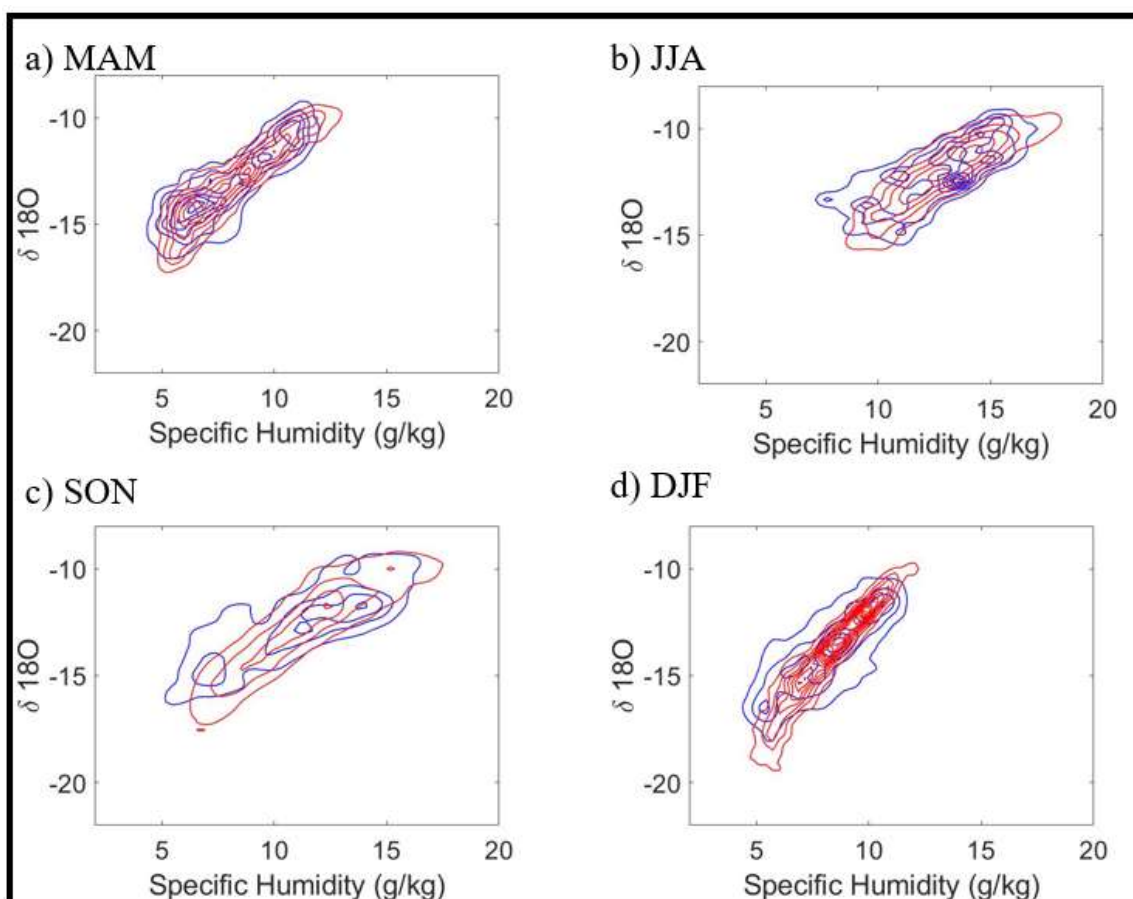 a) MAM
-10
-15
-20
δ 18O
5 10 15 20
Specific Humidity (g/kg)
b) JJA
-10
-15
-20
δ 18O
5 10 15 20
Specific Humidity (g/kg)
c) SON
-10
-15
-20
δ 18O
5 10 15 20
Specific Humidity (g/kg)
d) DJF
-10
-15
-20
δ 18O
5 10 15 20
Specific Humidity (g/kg)